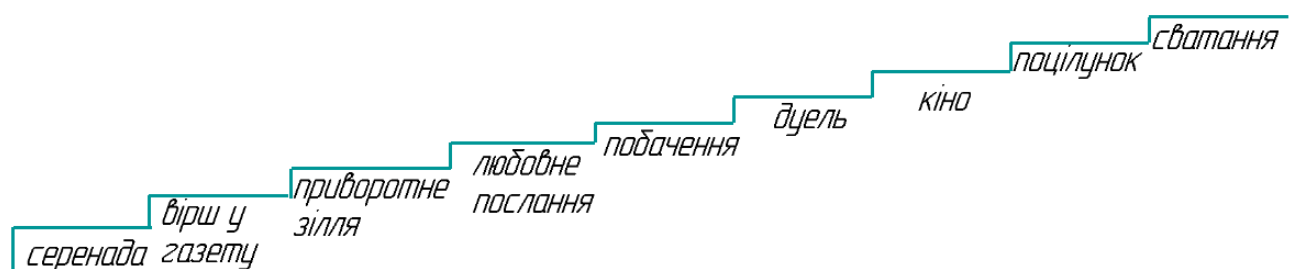 серенада
вірш у
газету
приворотне
зілля
любовне
послання
побачення
дуель
кіно
поцілунок
сватання